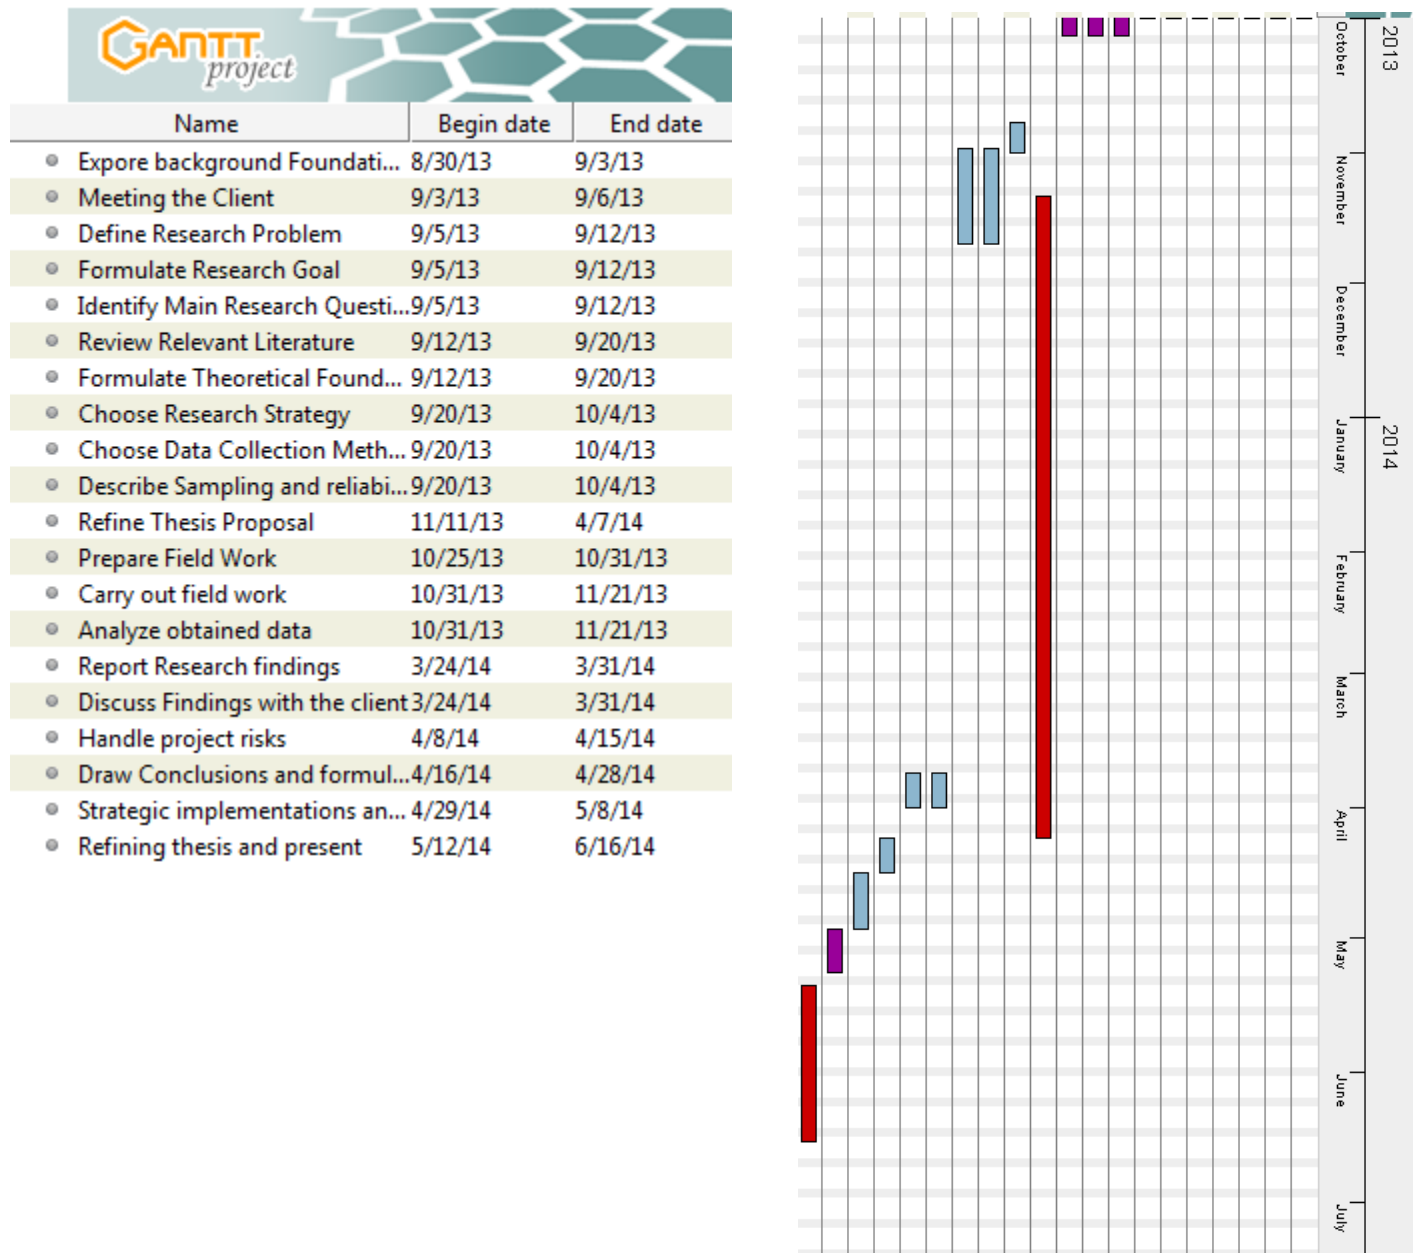 GANTT
project
Name Begin date End date
Expore background Foundati... 8/30/13 9/3/13
Meeting the Client 9/3/13 9/6/13
Define Research Problem 9/5/13 9/12/13
Formulate Research Goal 9/5/13 9/12/13
Identify Main Research Questi... 9/5/13 9/12/13
Review Relevant Literature 9/12/13 9/20/13
Formulate Theoretical Found... 9/12/13 9/20/13
Choose Research Strategy 9/20/13 10/4/13
Choose Data Collection Meth... 9/20/13 10/4/13
Describe Sampling and reliabi... 9/20/13 10/4/13
Refine Thesis Proposal 11/11/13 4/7/14
Prepare Field Work 10/25/13 10/31/13
Carry out field work 10/31/13 11/21/13
Analyze obtained data 10/31/13 11/21/13
Report Research findings 3/24/14 3/31/14
Discuss Findings with the client 3/24/14 3/31/14
Handle project risks 4/8/14 4/15/14
Draw Conclusions and formul... 4/16/14 4/28/14
Strategic implementations an... 4/29/14 5/8/14
Refining thesis and present 5/12/14 6/16/14
2013
2014
October
November
December
January
February
March
April
May
June
July